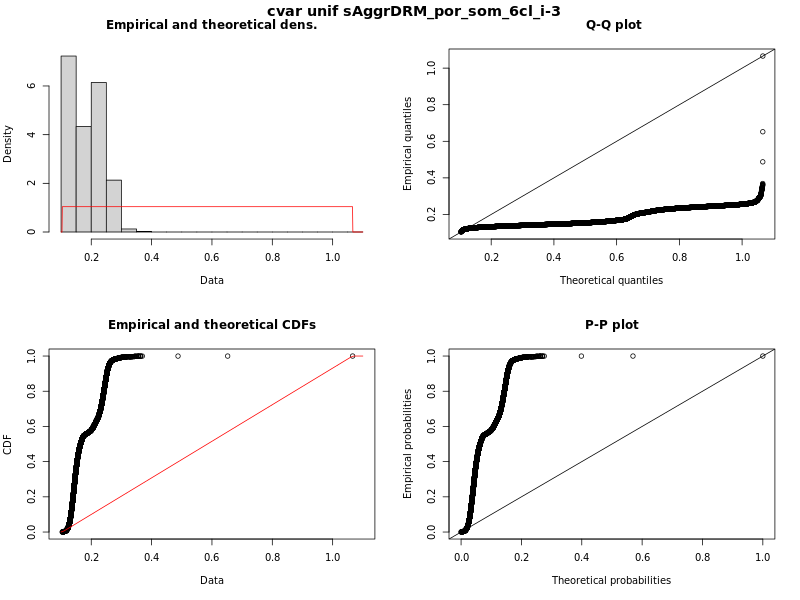 cvar unif sAggrDRM_por_som_6cl_i-3
Empirical and theoretical dens.
Density
0 2 4 6
0.2 0.4 0.6 0.8 1.0
Data
Q-Q plot
Empirical quantiles
0.2 0.4 0.6 0.8 1.0
0.2 0.4 0.6 0.8 1.0
Theoretical quantiles
Empirical and theoretical CDFs
CDF
0.0 0.2 0.4 0.6 0.8 1.0
0.2 0.4 0.6 0.8 1.0
Data
P-P plot
Empirical probabilities
0.0 0.2 0.4 0.6 0.8 1.0
0.0 0.2 0.4 0.6 0.8 1.0
Theoretical probabilities